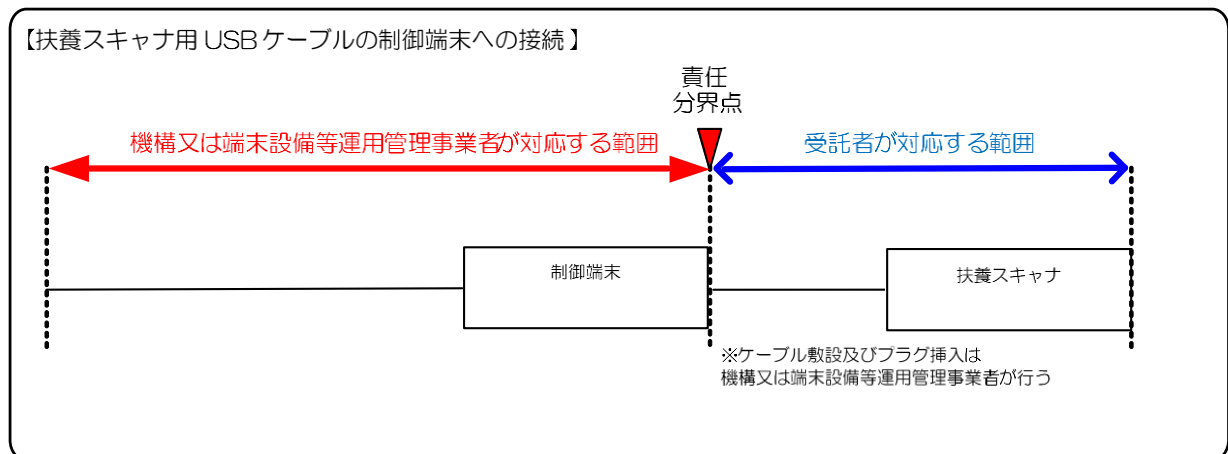 【扶養スキャナ用 USB ケーブルの制御端末への接続】
責任
分界点
機構又は端末設備等運用管理事業者が対応する範囲
受託者が対応する範囲
制御端末
扶養スキャナ
※ケーブル敷設及びプラグ挿入は
機構又は端末設備等運用管理事業者が行う